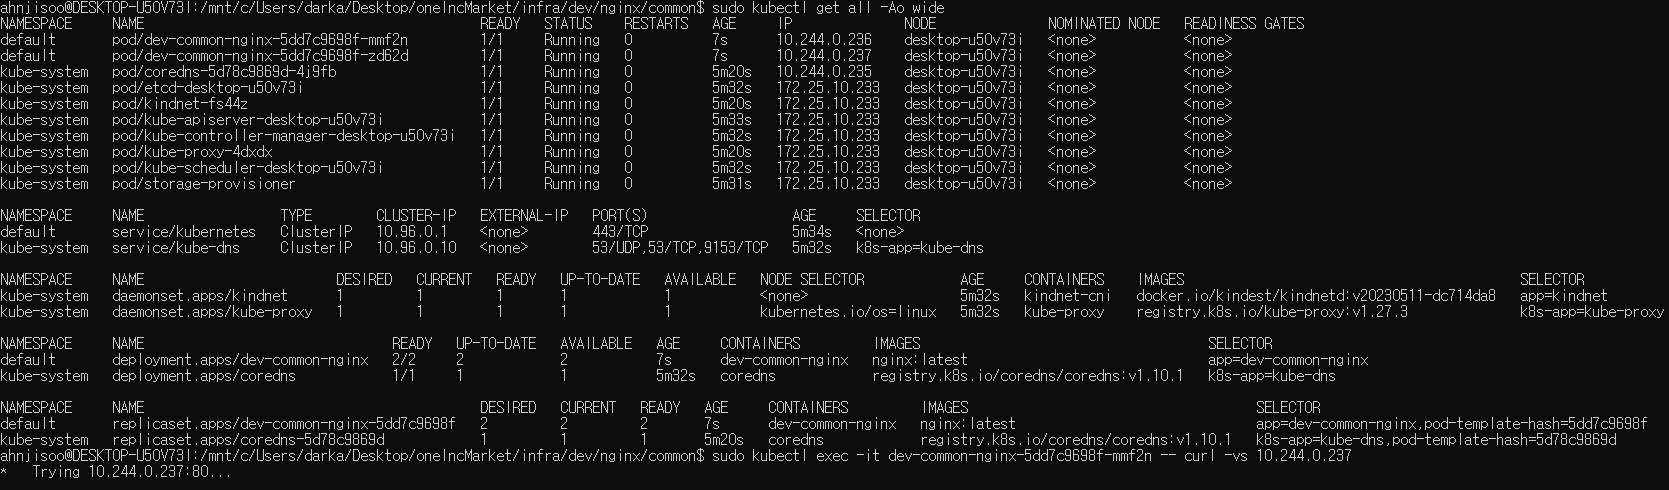 ahnjisoo@DESKTOP-U50V73I:/mnt/c/Users/darka/Desktop/oneIncMarket/infra/dev/nginx/common$ sudo kubectl get all -Ao wide
NAMESPACE NAME READY STATUS RESTARTS AGE IP NODE NOMINATED NODE READINESS GATES
default pod/dev-common-nginx-5dd7c9698f-mmf2n 1/1 Running 0 7s 10.244.0.236 desktop-u50v73i <none> <none>
default pod/dev-common-nginx-5dd7c9698f-zd62d 1/1 Running 0 7s 10.244.0.237 desktop-u50v73i <none> <none>
kube-system pod/coredns-5d78c9869d-4j9fb 1/1 Running 0 5m20s 10.244.0.235 desktop-u50v73i <none> <none>
kube-system pod/etcd-desktop-u50v73i 1/1 Running 0 5m32s 172.25.10.233 desktop-u50v73i <none> <none>
kube-system pod/kindnet-fs44z 1/1 Running 0 5m20s 172.25.10.233 desktop-u50v73i <none> <none>
kube-system pod/kube-apiserver-desktop-u50v73i 1/1 Running 0 5m33s 172.25.10.233 desktop-u50v73i <none> <none>
kube-system pod/kube-controller-manager-desktop-u50v73i 1/1 Running 0 5m32s 172.25.10.233 desktop-u50v73i <none> <none>
kube-system pod/kube-proxy-4dxdx 1/1 Running 0 5m20s 172.25.10.233 desktop-u50v73i <none> <none>
kube-system pod/kube-scheduler-desktop-u50v73i 1/1 Running 0 5m32s 172.25.10.233 desktop-u50v73i <none> <none>
kube-system pod/storage-provisioner 1/1 Running 0 5m31s 172.25.10.233 desktop-u50v73i <none> <none>
NAMESPACE NAME TYPE CLUSTER-IP EXTERNAL-IP PORT(S) AGE SELECTOR
default service/kubernetes ClusterIP 10.96.0.1 <none> 443/TCP 5m34s <none>
kube-system service/kube-dns ClusterIP 10.96.0.10 <none> 53/UDP,53/TCP,9153/TCP 5m32s k8s-app=kube-dns
NAMESPACE NAME DESIRED CURRENT READY UP-TO-DATE AVAILABLE NODE SELECTOR AGE CONTAINERS IMAGES SELECTOR
kube-system daemonset.apps/kindnet 1 1 1 1 1 <none> 5m32s kindnet-cni docker.io/kindest/kindnetd:v20230511-dc714da8 app=kindnet
kube-system daemonset.apps/kube-proxy 1 1 1 1 1 kubernetes.io/os=linux 5m32s kube-proxy registry.k8s.io/kube-proxy:v1.27.3 k8s-app=kube-proxy
NAMESPACE NAME READY UP-TO-DATE AVAILABLE AGE CONTAINERS IMAGES SELECTOR
default deployment.apps/dev-common-nginx 2/2 2 2 7s dev-common-nginx nginx:latest app=dev-common-nginx
kube-system deployment.apps/coredns 1/1 1 1 5m32s coredns registry.k8s.io/coredns/coredns:v1.10.1 k8s-app=kube-dns
NAMESPACE NAME DESIRED CURRENT READY AGE CONTAINERS IMAGES SELECTOR
default replicaset.apps/dev-common-nginx-5dd7c9698f 2 2 2 7s dev-common-nginx nginx:latest app=dev-common-nginx,pod-template-hash=5dd7c9698f
kube-system replicaset.apps/coredns-5d78c9869d 1 1 1 5m20s coredns registry.k8s.io/coredns/coredns:v1.10.1 k8s-app=kube-dns,pod-template-hash=5d78c9869d
ahnjisoo@DESKTOP-U50V73I:/mnt/c/Users/darka/Desktop/oneIncMarket/infra/dev/nginx/common$ sudo kubectl exec -it dev-common-nginx-5dd7c9698f-mmf2n -- curl -vs 10.244.0.237
* Trying 10.244.0.237:80...